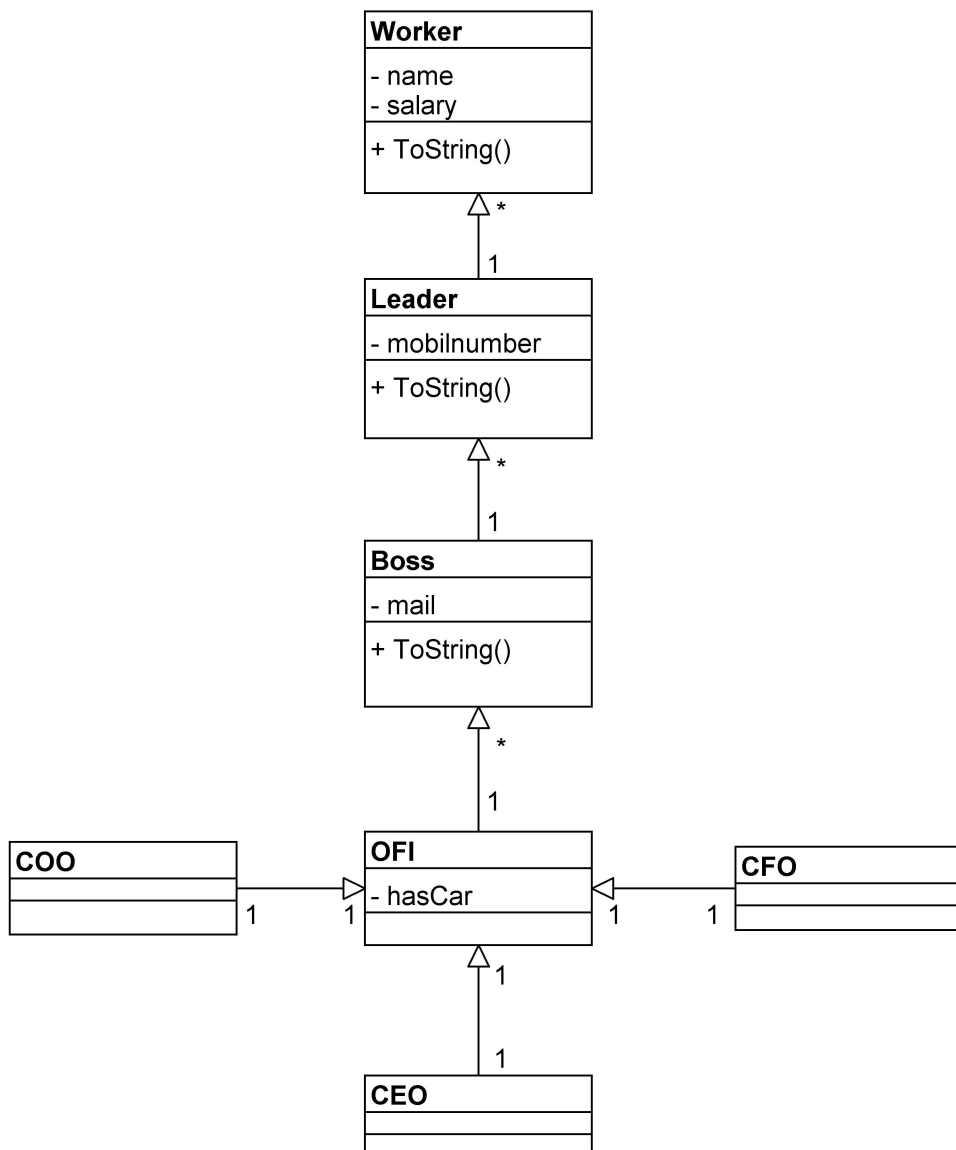 Worker
- name
- salary
+ ToString()
*
1
Leader
- mobilnumber
+ ToString()
*
1
Boss
- mail
+ ToString()
*
1
COO
OFI
CFO
- hasCar
1
1
1
1
1
1
CEO